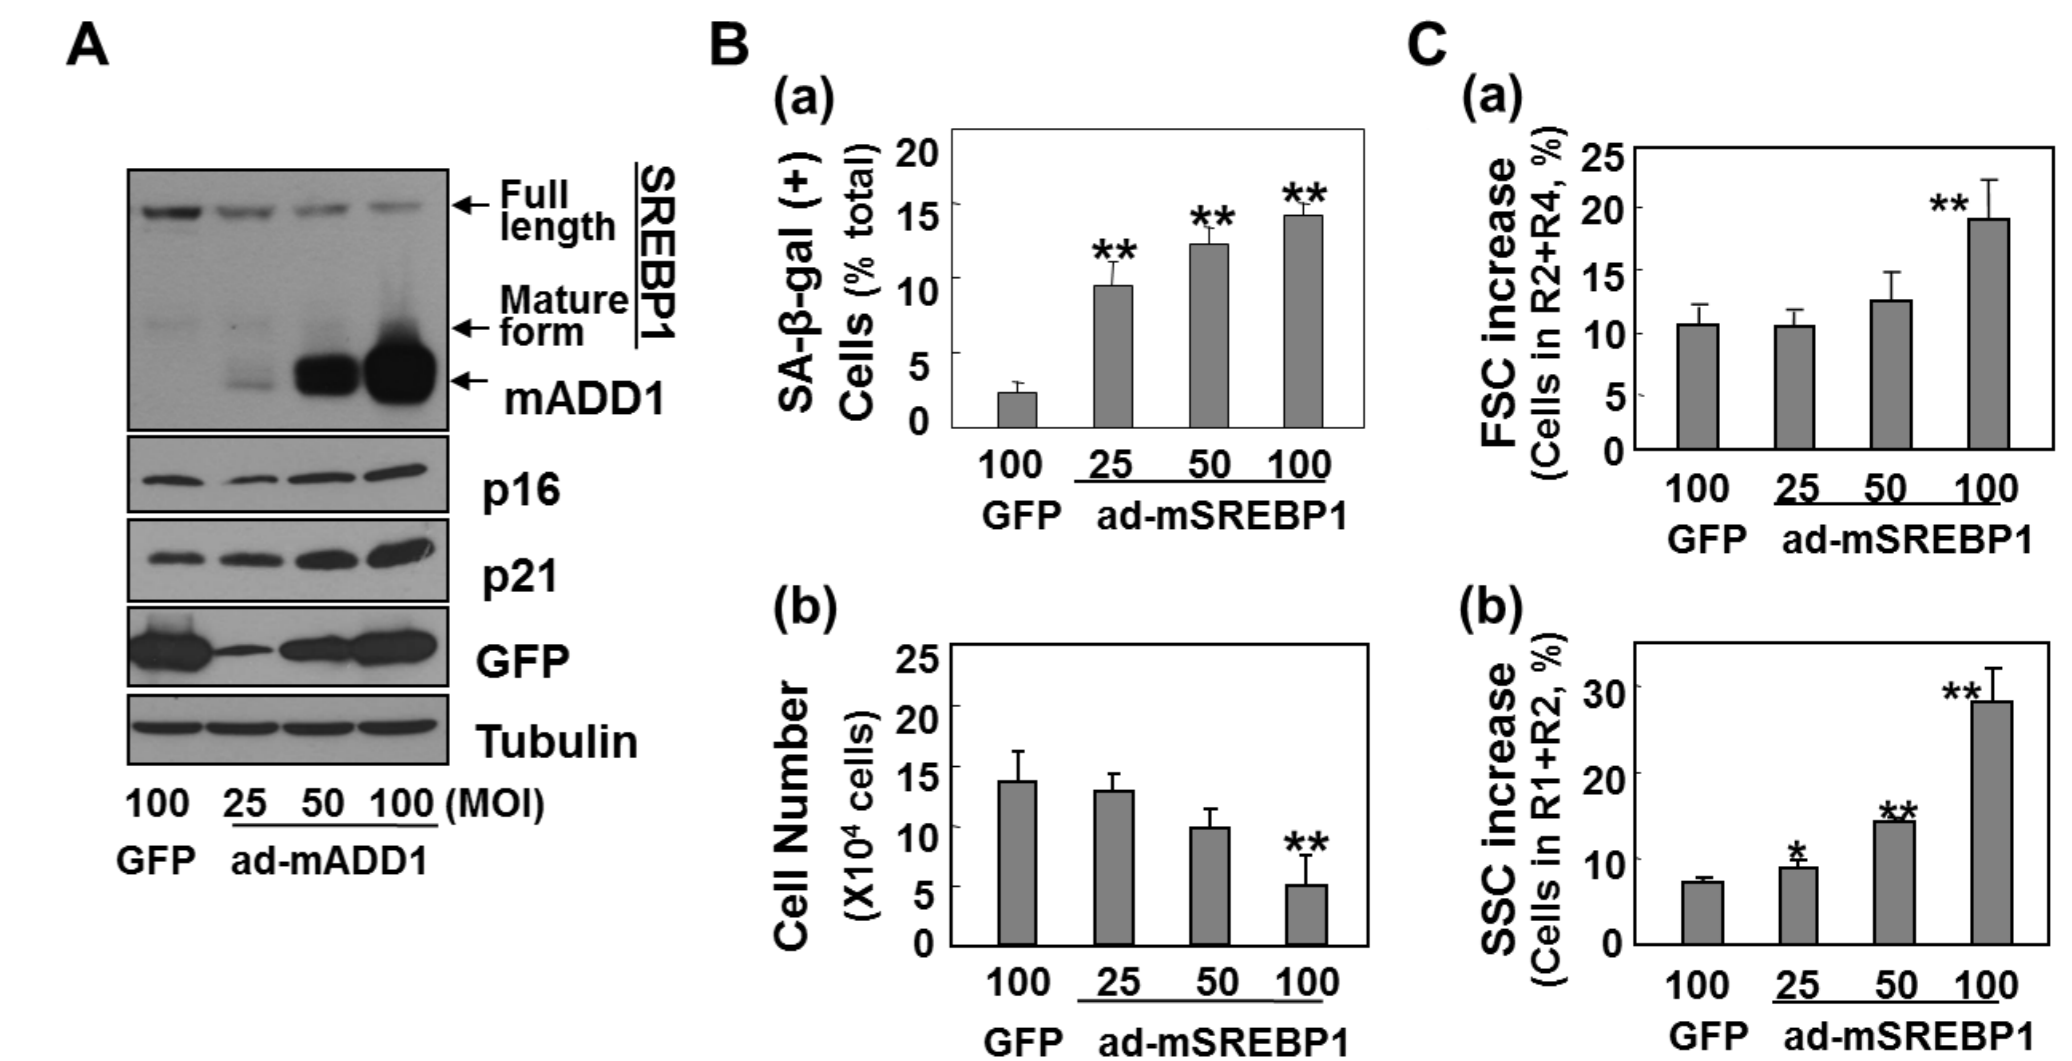 A
Full
length
Mature
form
SREBP1
mADD1
p16
p21
GFP
Tubulin
100 25 50 100 (MOI)
GFP ad-mADD1
B
(a)
SA-β-gal (+)
Cells (% total)
20
15
10
5
0
** ** **
100 25 50 100
GFP ad-mSREBP1
(b)
Cell Number
(X10⁴ cells)
25
20
15
10
5
0
**
100 25 50 100
GFP ad-mSREBP1
C
(a)
FSC increase
(Cells in R2+R4, %)
25
20
15
10
5
0
**
100 25 50 100
GFP ad-mSREBP1
(b)
SSC increase
(Cells in R1+R2, %)
30
20
10
0
* ** **
100 25 50 100
GFP ad-mSREBP1